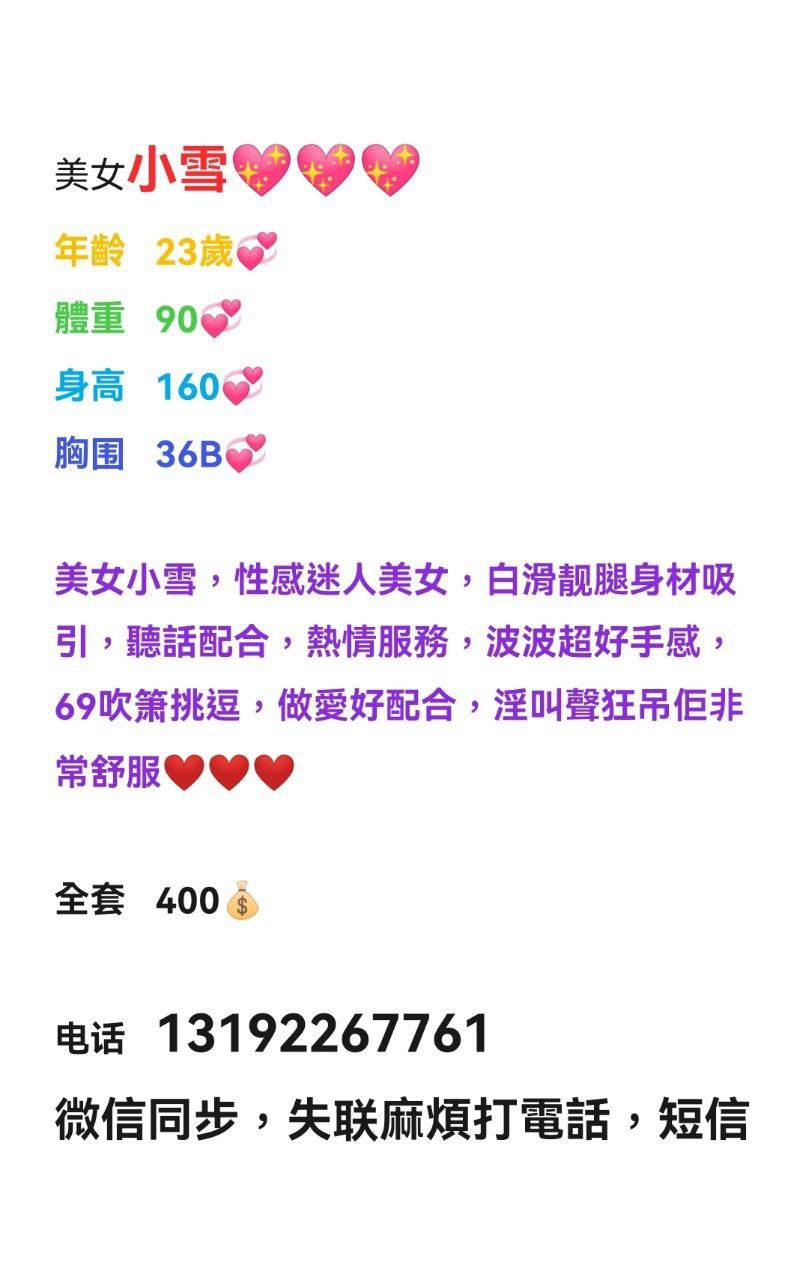 美女小雪💖💖💖
年齡 23歲💞
體重 90💞
身高 160💞
胸围 36B💞
美女小雪，性感迷人美女，白滑靓腿身材吸
引，聽話配合，熱情服務，波波超好手感，
69吹箫挑逗，做愛好配合，淫叫聲狂吊佢非
常舒服❤️❤️❤️
全套 400💰
电话 13192267761
微信同步，失联麻煩打電話，短信